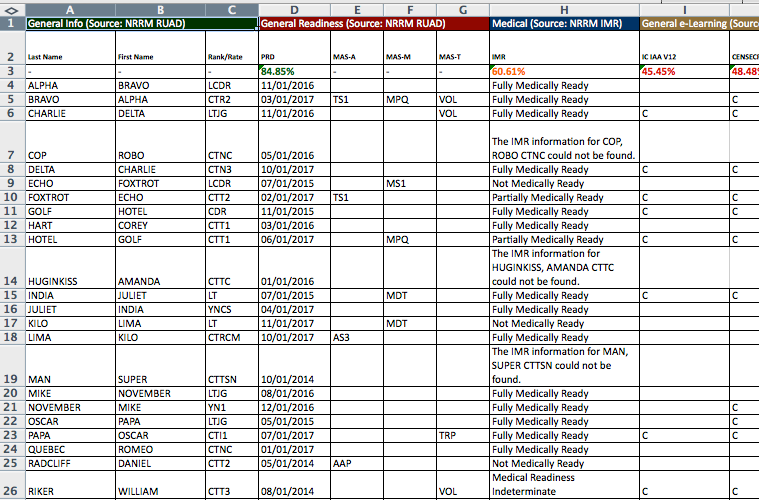 A B C D E F G H I
1 General Info (Source: NRRM RUAD) General Readiness (Source: NRRM RUAD) Medical (Source: NRRM IMR) General e-Learning (Sourc
2 Last Name First Name Rank/Rate PRD MAS-A MAS-M MAS-T IMR IC IAA V12 CENSECF
3 - - - 84.85% - - - 60.61% 45.45% 48.48
4 ALPHA BRAVO LCDR 11/01/2016 Fully Medically Ready
5 BRAVO ALPHA CTR2 03/01/2017 TS1 MPQ VOL Fully Medically Ready C
6 CHARLIE DELTA LTJG 11/01/2016 VOL Fully Medically Ready C C
The IMR information for COP,
7 COP ROBO CTNC 05/01/2016 ROBO CTNC could not be found.
8 DELTA CHARLIE CTN3 10/01/2017 Fully Medically Ready C C
9 ECHO FOXTROT LCDR 07/01/2015 MS1 Not Medically Ready
10 FOXTROT ECHO CTT2 02/01/2017 TS1 Partially Medically Ready C C
11 GOLF HOTEL CDR 11/01/2015 Fully Medically Ready C C
12 HART COREY CTT1 03/01/2016 Fully Medically Ready
13 HOTEL GOLF CTT1 06/01/2017 MPQ Partially Medically Ready C C
The IMR information for
HUGINKISS, AMANDA CTTC
14 HUGINKISS AMANDA CTTC 01/01/2016 could not be found.
15 INDIA JULIET LT 07/01/2015 MDT Fully Medically Ready C C
16 JULIET INDIA YNCS 04/01/2017 Fully Medically Ready
17 KILO LIMA LT 11/01/2017 MDT Not Medically Ready
18 LIMA KILO CTRCM 10/01/2017 AS3 Fully Medically Ready
The IMR information for MAN,
SUPER CTTSN could not be
19 MAN SUPER CTTSN 10/01/2014 found.
20 MIKE NOVEMBER LTJG 08/01/2016 Fully Medically Ready
21 NOVEMBER MIKE YN1 12/01/2016 Fully Medically Ready C
22 OSCAR PAPA LTJG 05/01/2015 Fully Medically Ready C
23 PAPA OSCAR CTI1 07/01/2017 TRP Fully Medically Ready C C
24 QUEBEC ROMEO CTNC 01/01/2017 Fully Medically Ready
25 RADCLIFF DANIEL CTT2 05/01/2014 AAP Not Medically Ready
Medical Readiness
26 RIKER WILLIAM CTT3 08/01/2014 VOL Indeterminate C C